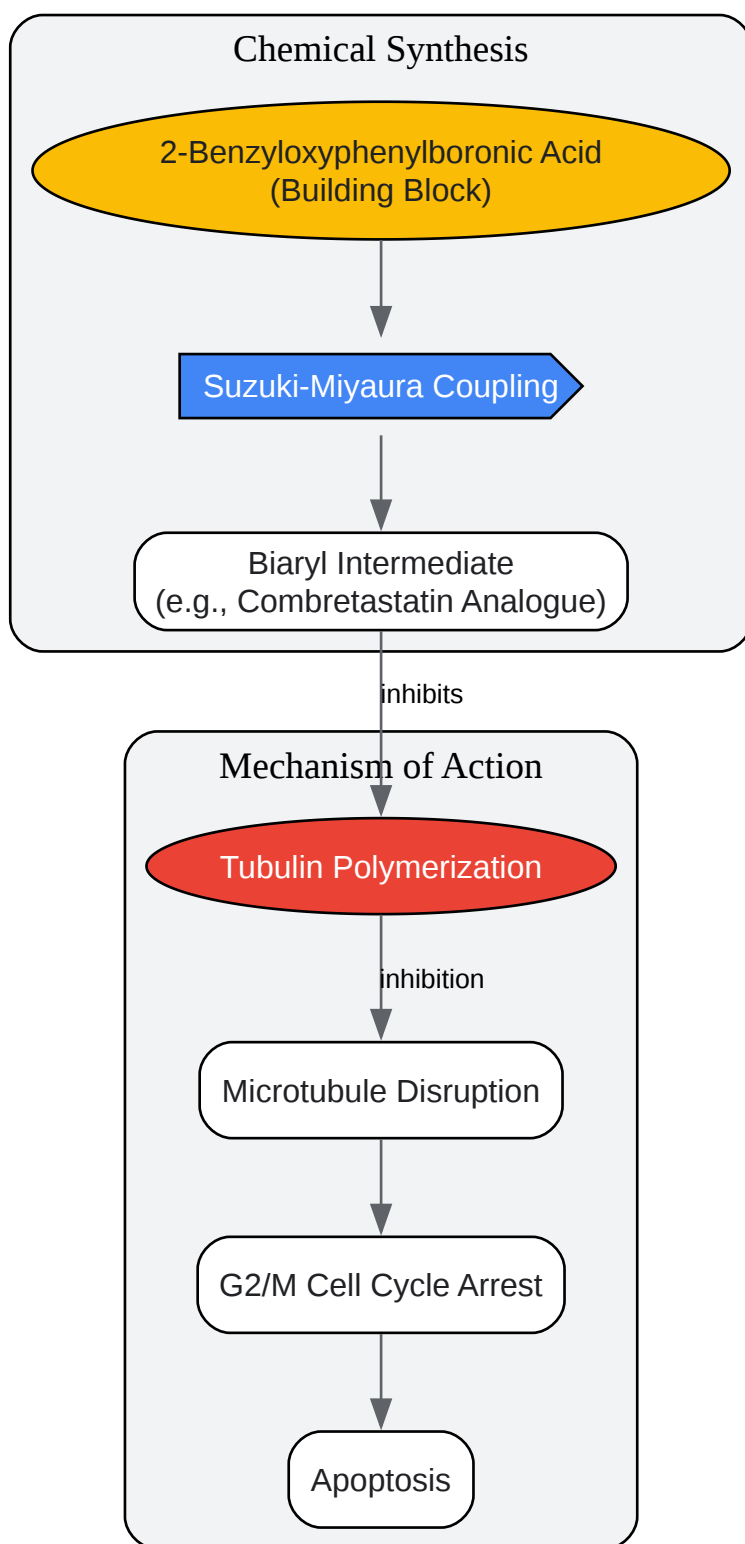 Chemical Synthesis
2-Benzyloxyphenylboronic Acid
(Building Block)
Suzuki-Miyaura Coupling
Biaryl Intermediate
(e.g., Combretastatin Analogue)
inhibits
Mechanism of Action
Tubulin Polymerization
inhibition
Microtubule Disruption
G2/M Cell Cycle Arrest
Apoptosis